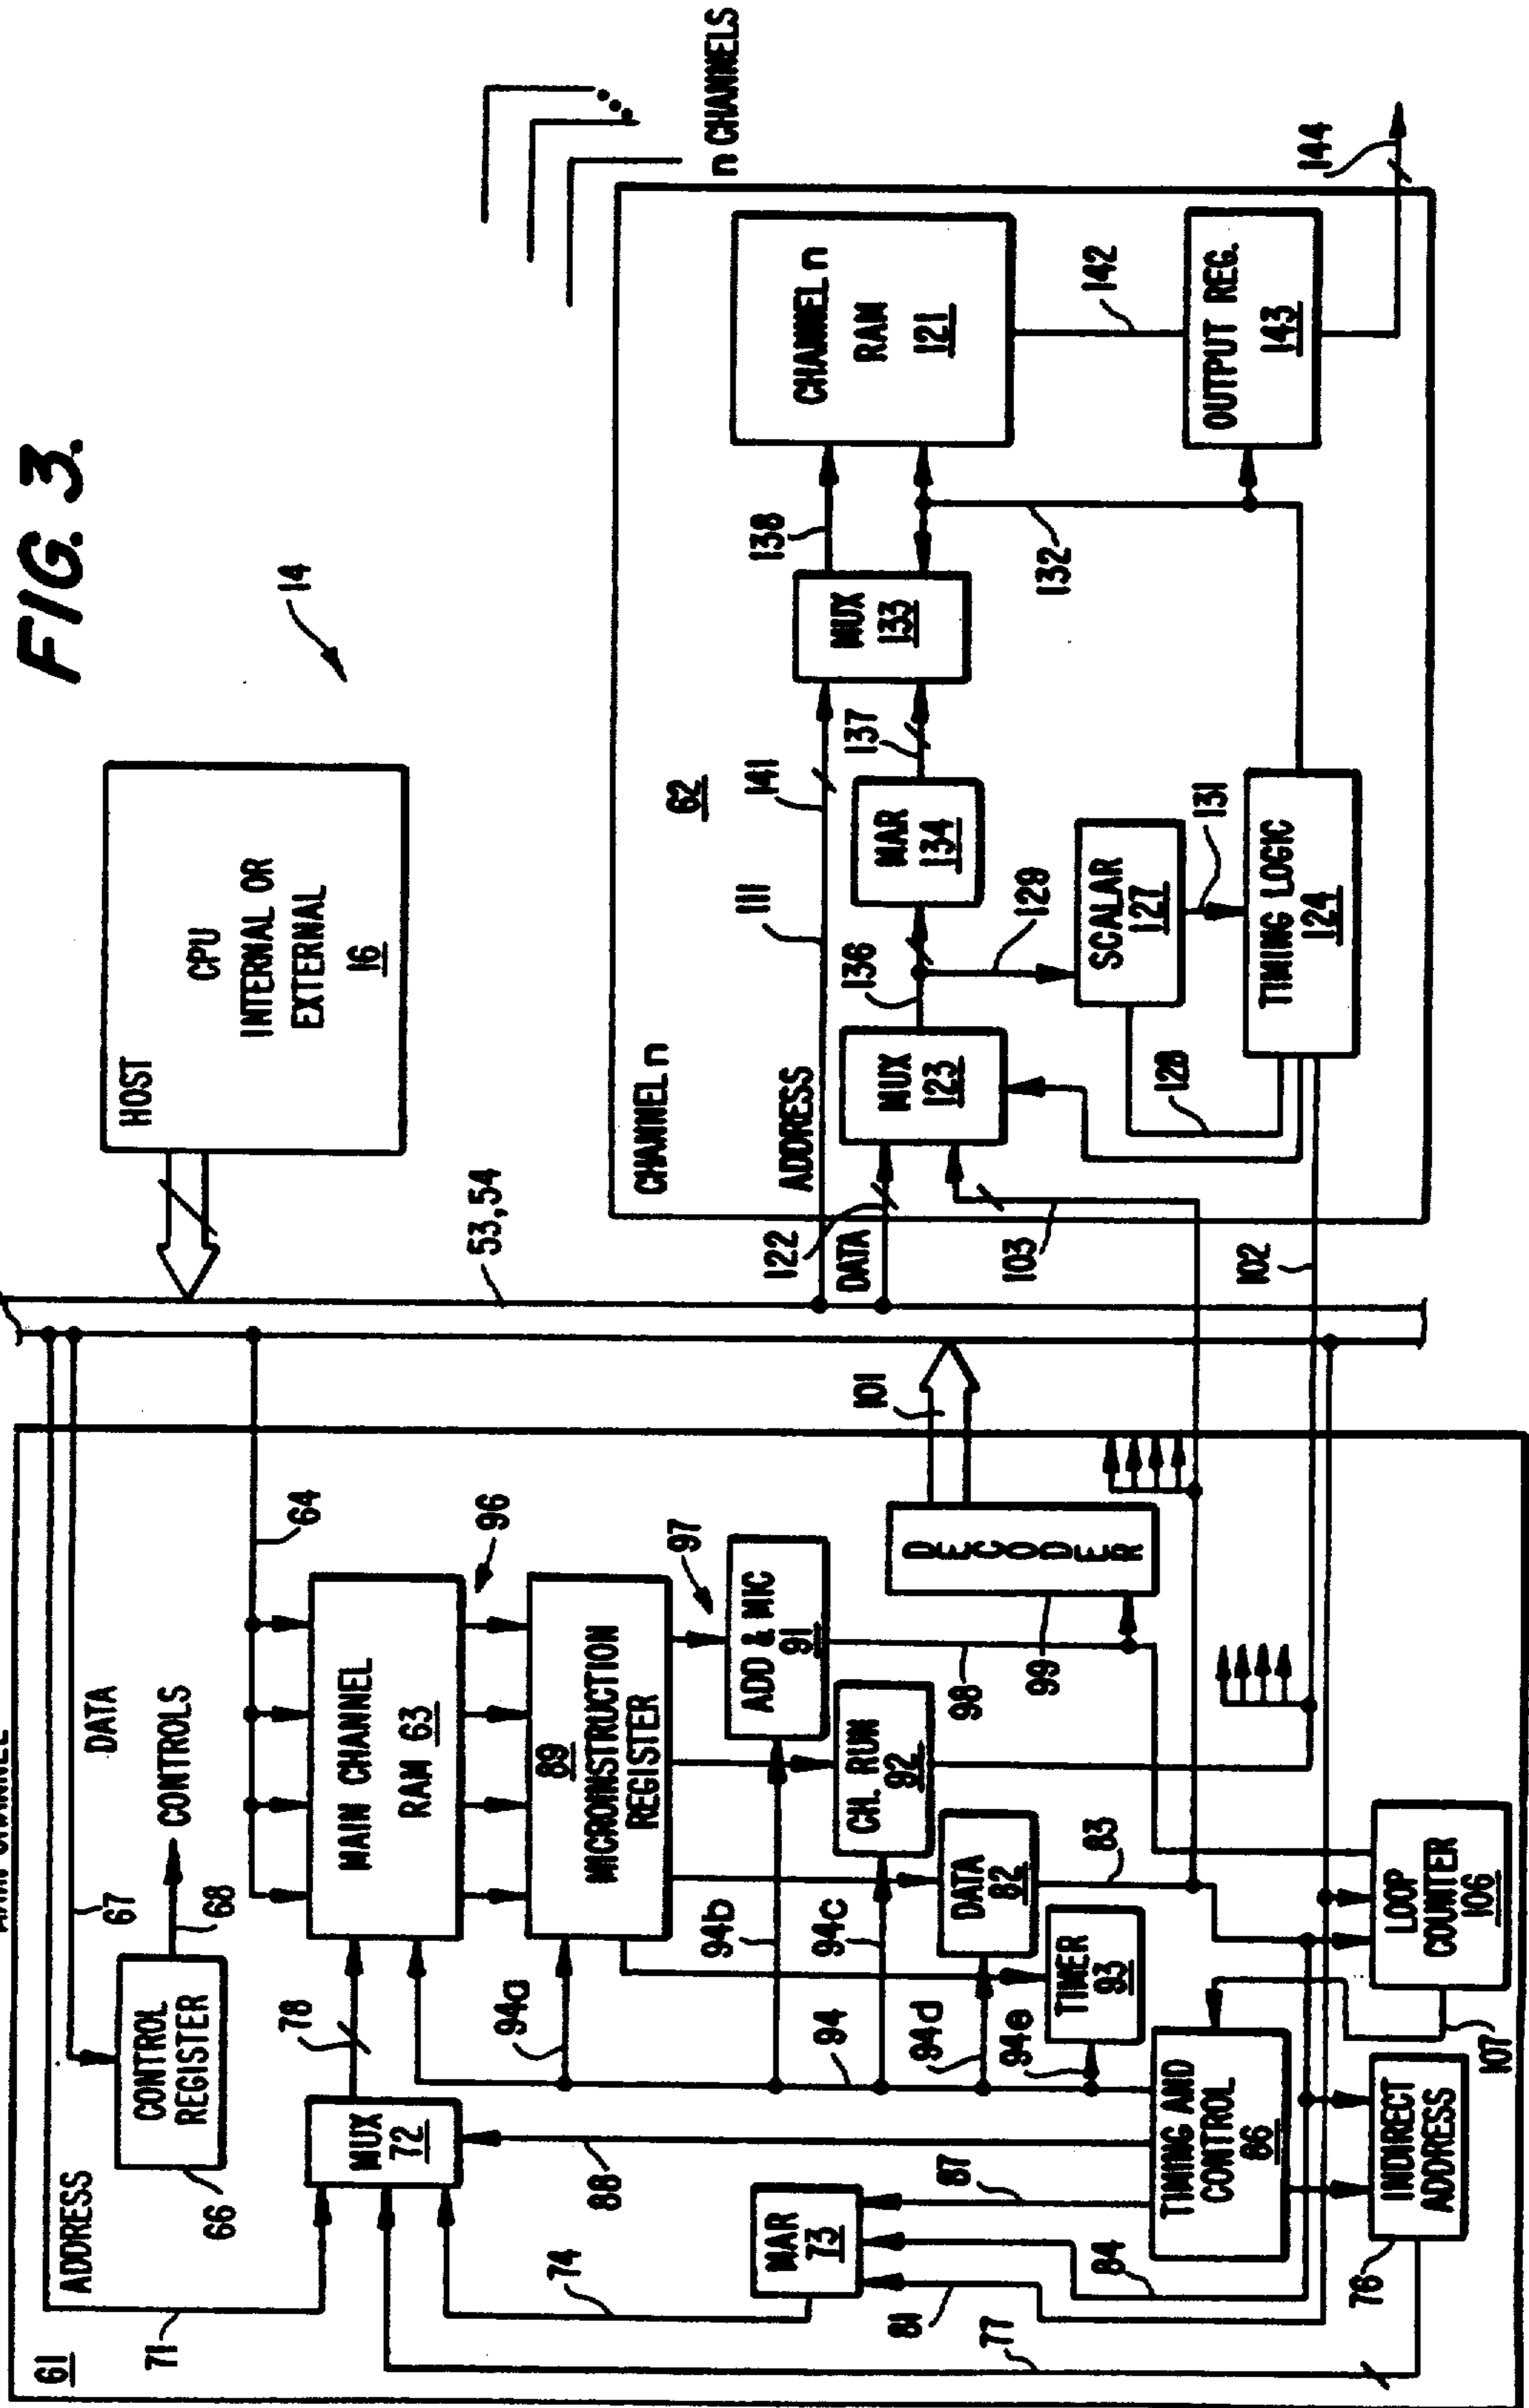 FIG. 3.
14
HOST
CPU
INTERNAL OR
EXTERNAL
16
53,54
n CHANNELS
61
ADDRESS
71
66
CONTROL
REGISTER
67
68
DATA
CONTROLS
64
MUX
72
78
MAIN CHANNEL
RAM 63
96
94a
89
MICROINSTRUCTION
REGISTER
97
88
74
MAR
73
94b
ADD & MIC
91
94
94c
CH. RUN
92
98
99
DECODER
101
94d
DATA
82
83
94e
TIMER
93
81
87
77
84
TIMING AND
CONTROL
86
76
INDIRECT
ADDRESS
107
LOOP
COUNTER
106
CHANNEL n
62
ADDRESS
111
141
122
DATA
103
102
MUX
123
136
MAR
134
137
MUX
133
138
CHANNEL n
RAM
121
129
SCALAR
127
128
131
TIMING LOGIC
124
132
142
OUTPUT REG.
143
144